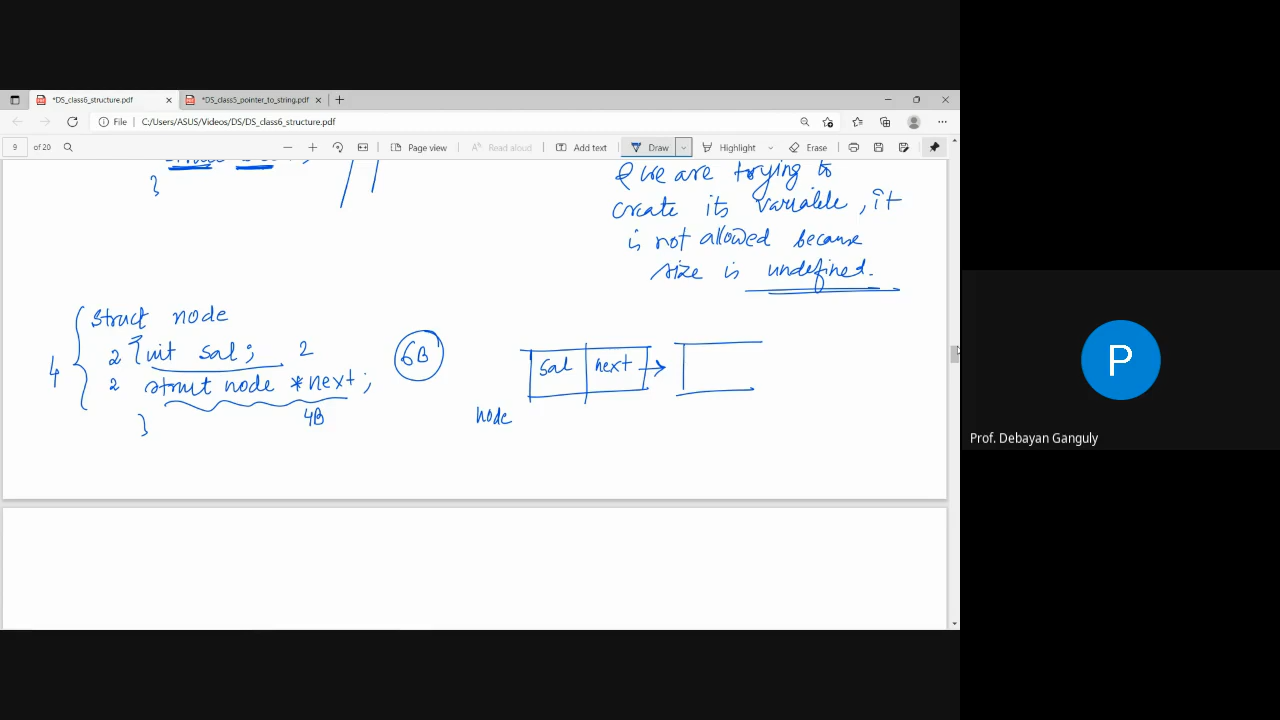 *DS_class6_structure.pdf
*DS_class5_pointer_to_string.pdf
File C:/Users/ASUS/Videos/DS/DS_class6_structure.pdf
9 of 20 Page view Read aloud Add text Draw Highlight Erase
}
& we are trying to
create its variable, it
is not allowed because
size is undefined.
struct node
4 2 {int sal; 2
2 struct node *next;
4B
}
6B
sal next
node
P
Prof. Debayan Ganguly